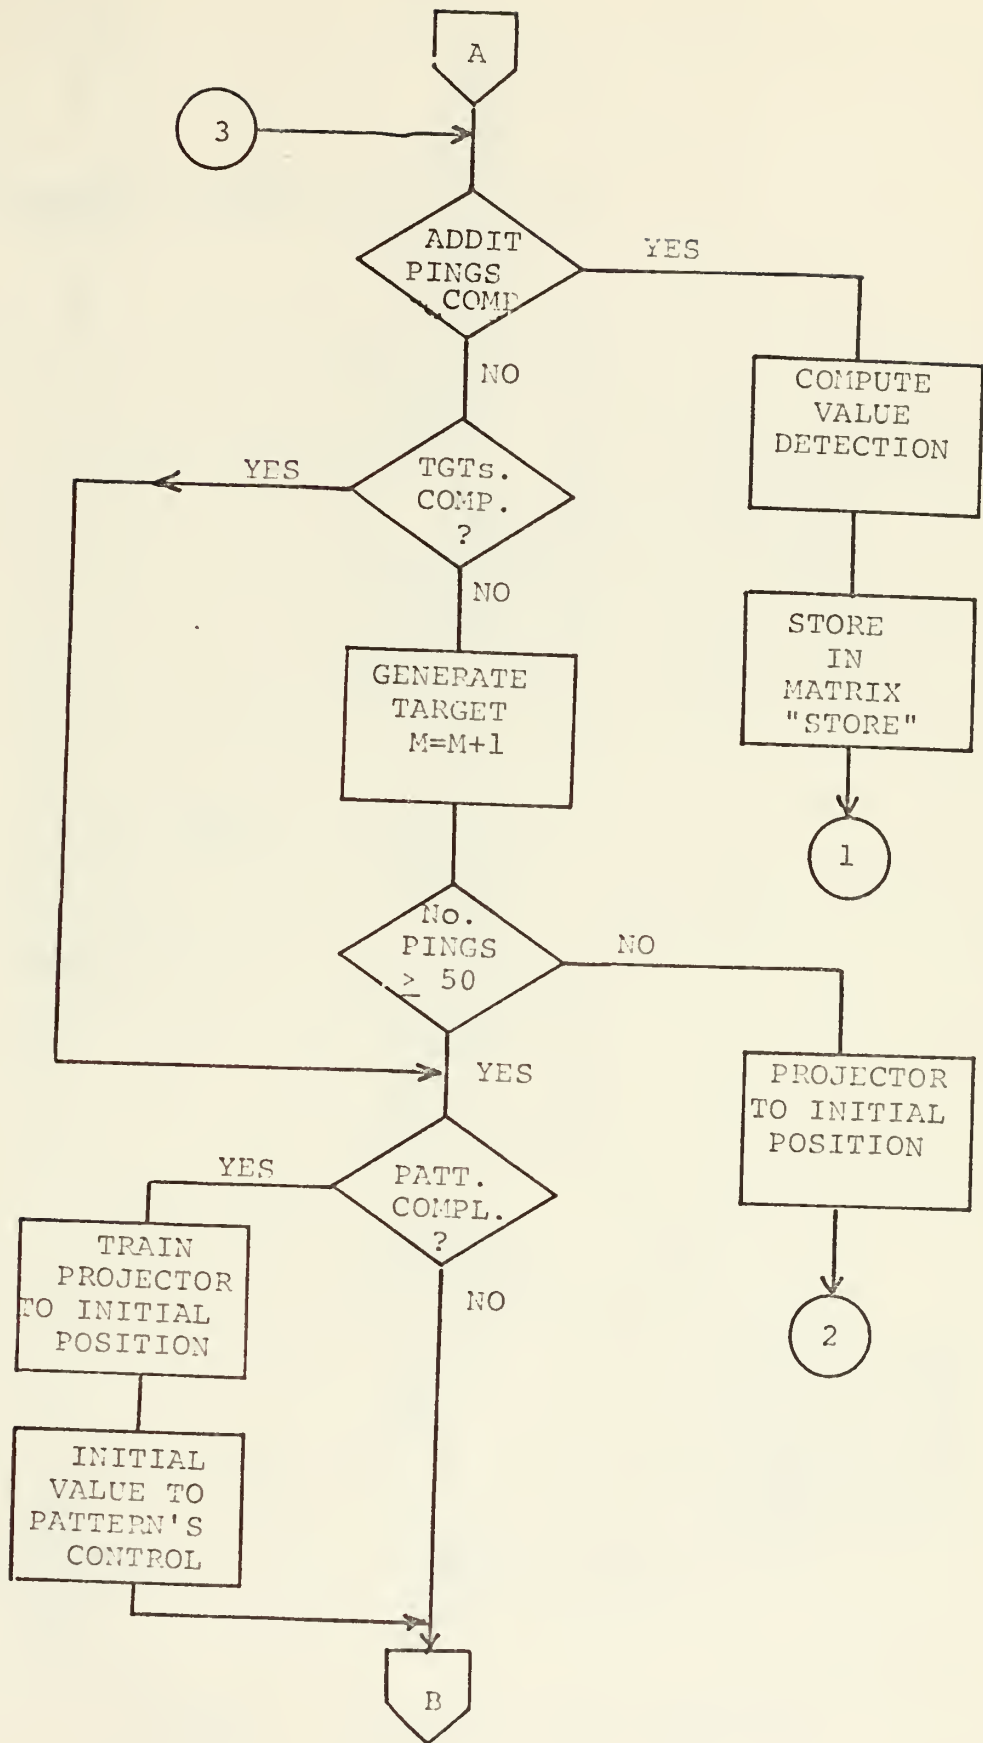 A
3
ADDIT
PINGS
COMP
YES
NO
COMPUTE
VALUE
DETECTION
TGTs.
COMP.
?
YES
NO
STORE
IN
MATRIX
"STORE"
GENERATE
TARGET
M=M+1
1
No.
PINGS
≥ 50
NO
YES
PROJECTOR
TO INITIAL
POSITION
PATT.
COMPL.
?
YES
NO
TRAIN
PROJECTOR
TO INITIAL
POSITION
2
INITIAL
VALUE TO
PATTERN'S
CONTROL
B